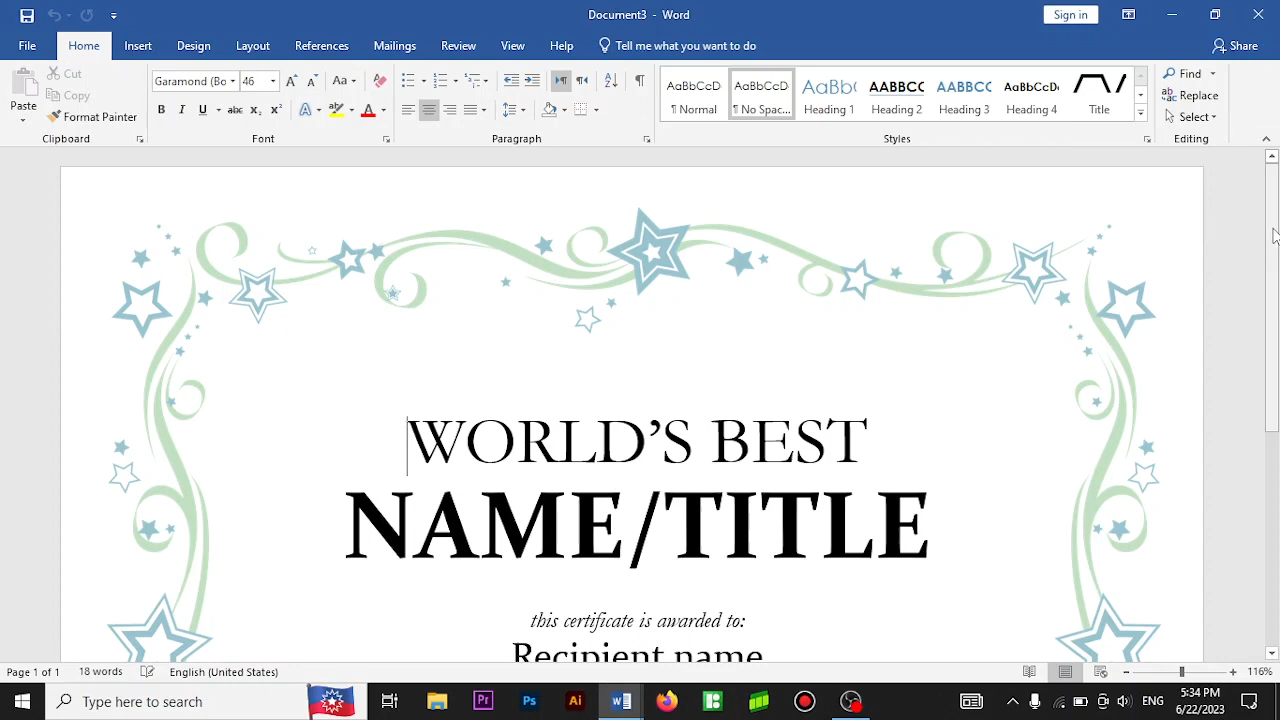 Document3 - Word
Sign in
File Home Insert Design Layout References Mailings Review View Help Tell me what you want to do Share
Paste
Cut
Copy
Format Painter
Clipboard
Garamond (Bo 46
Font
Paragraph
AaBbCcD AaBbCcD AaBb( AABBCC AABBCC AaBbCcDc
¶ Normal ¶ No Spac... Heading 1 Heading 2 Heading 3 Heading 4 Title
Styles
Find
Replace
Select
Editing
WORLD’S BEST
NAME/TITLE
this certificate is awarded to:
Recipient name
Page 1 of 1 18 words English (United States) 116%
Type here to search
Pr Ps Ai
ENG
5:34 PM
6/22/2023